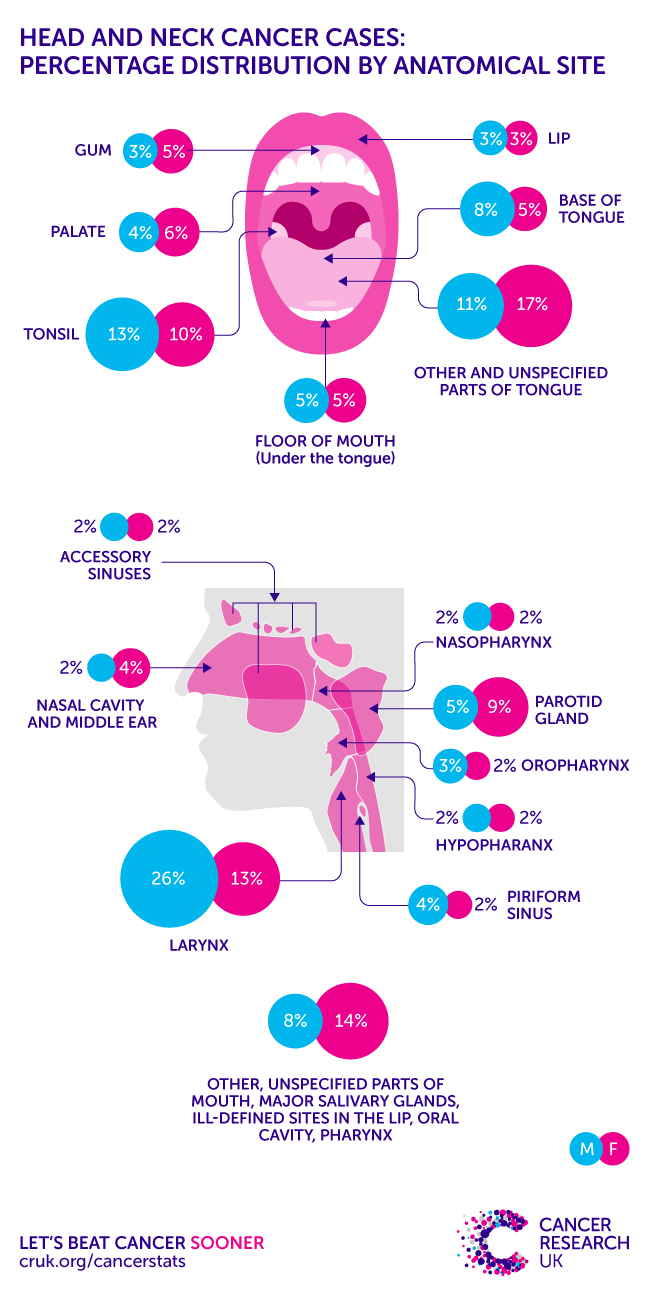 HEAD AND NECK CANCER CASES:
PERCENTAGE DISTRIBUTION BY ANATOMICAL SITE
GUM
3% 5%
3% 3%
LIP
PALATE
4% 6%
8% 5%
BASE OF
TONGUE
TONSIL
13% 10%
11% 17%
OTHER AND UNSPECIFIED
PARTS OF TONGUE
5% 5%
FLOOR OF MOUTH
(Under the tongue)
2% 2%
ACCESSORY
SINUSES
2% 2%
NASOPHARYNX
2% 4%
NASAL CAVITY
AND MIDDLE EAR
5% 9%
PAROTID
GLAND
3% 2% OROPHARYNX
2% 2%
HYPOPHARANX
26% 13%
LARYNX
4% 2%
PIRIFORM
SINUS
8% 14%
OTHER, UNSPECIFIED PARTS OF
MOUTH, MAJOR SALIVARY GLANDS,
ILL-DEFINED SITES IN THE LIP, ORAL
CAVITY, PHARYNX
M F
LET'S BEAT CANCER SOONER
cruk.org/cancerstats
CANCER
RESEARCH
UK